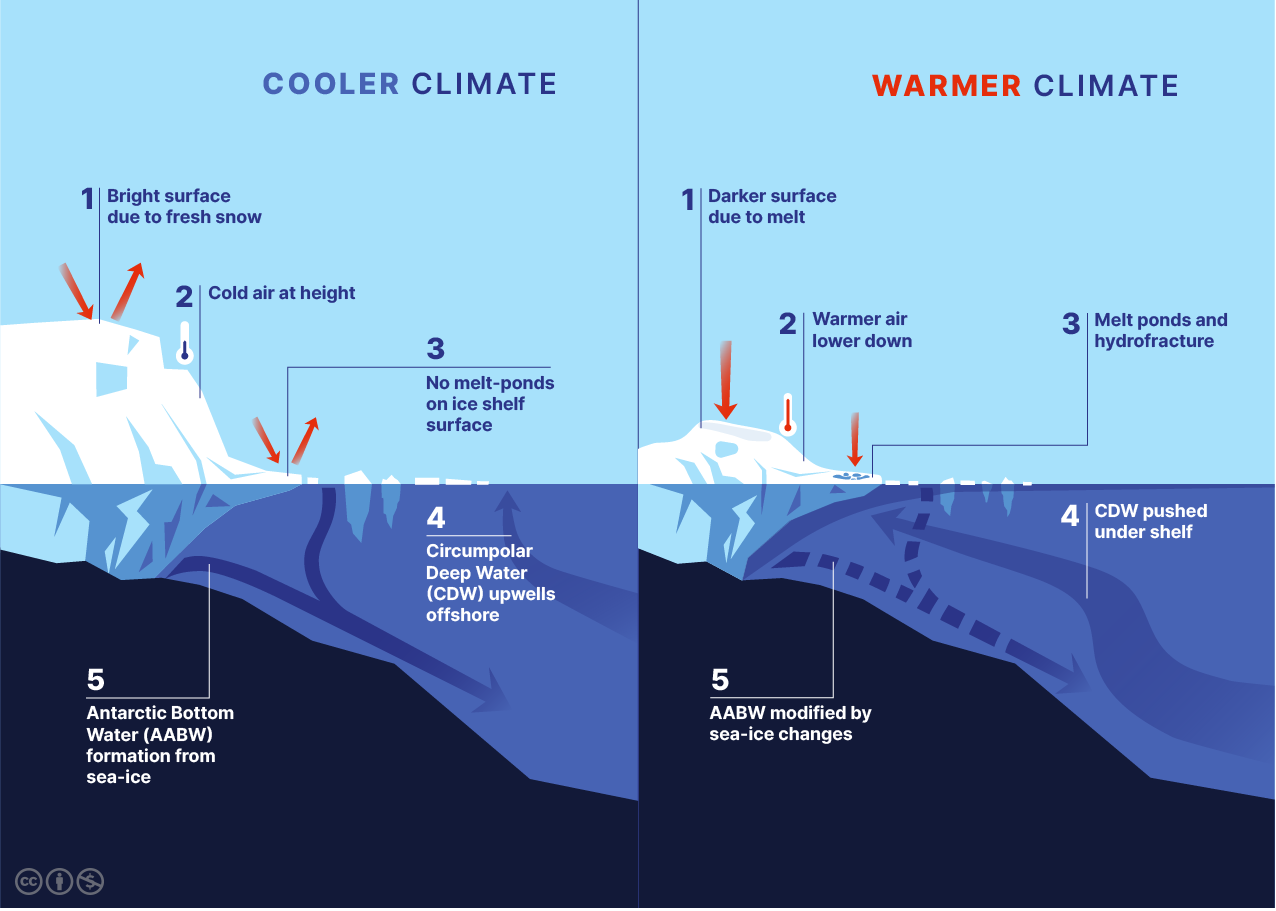 COOLER CLIMATE
1
Bright surface
due to fresh snow
2
Cold air at height
3
No melt-ponds
on ice shelf
surface
4
Circumpolar
Deep Water
(CDW) upwells
offshore
5
Antarctic Bottom
Water (AABW)
formation from
sea-ice
cc
$
WARMER CLIMATE
1
Darker surface
due to melt
2
Warmer air
lower down
3
Melt ponds and
hydrofracture
4
CDW pushed
under shelf
5
AABW modified by
sea-ice changes